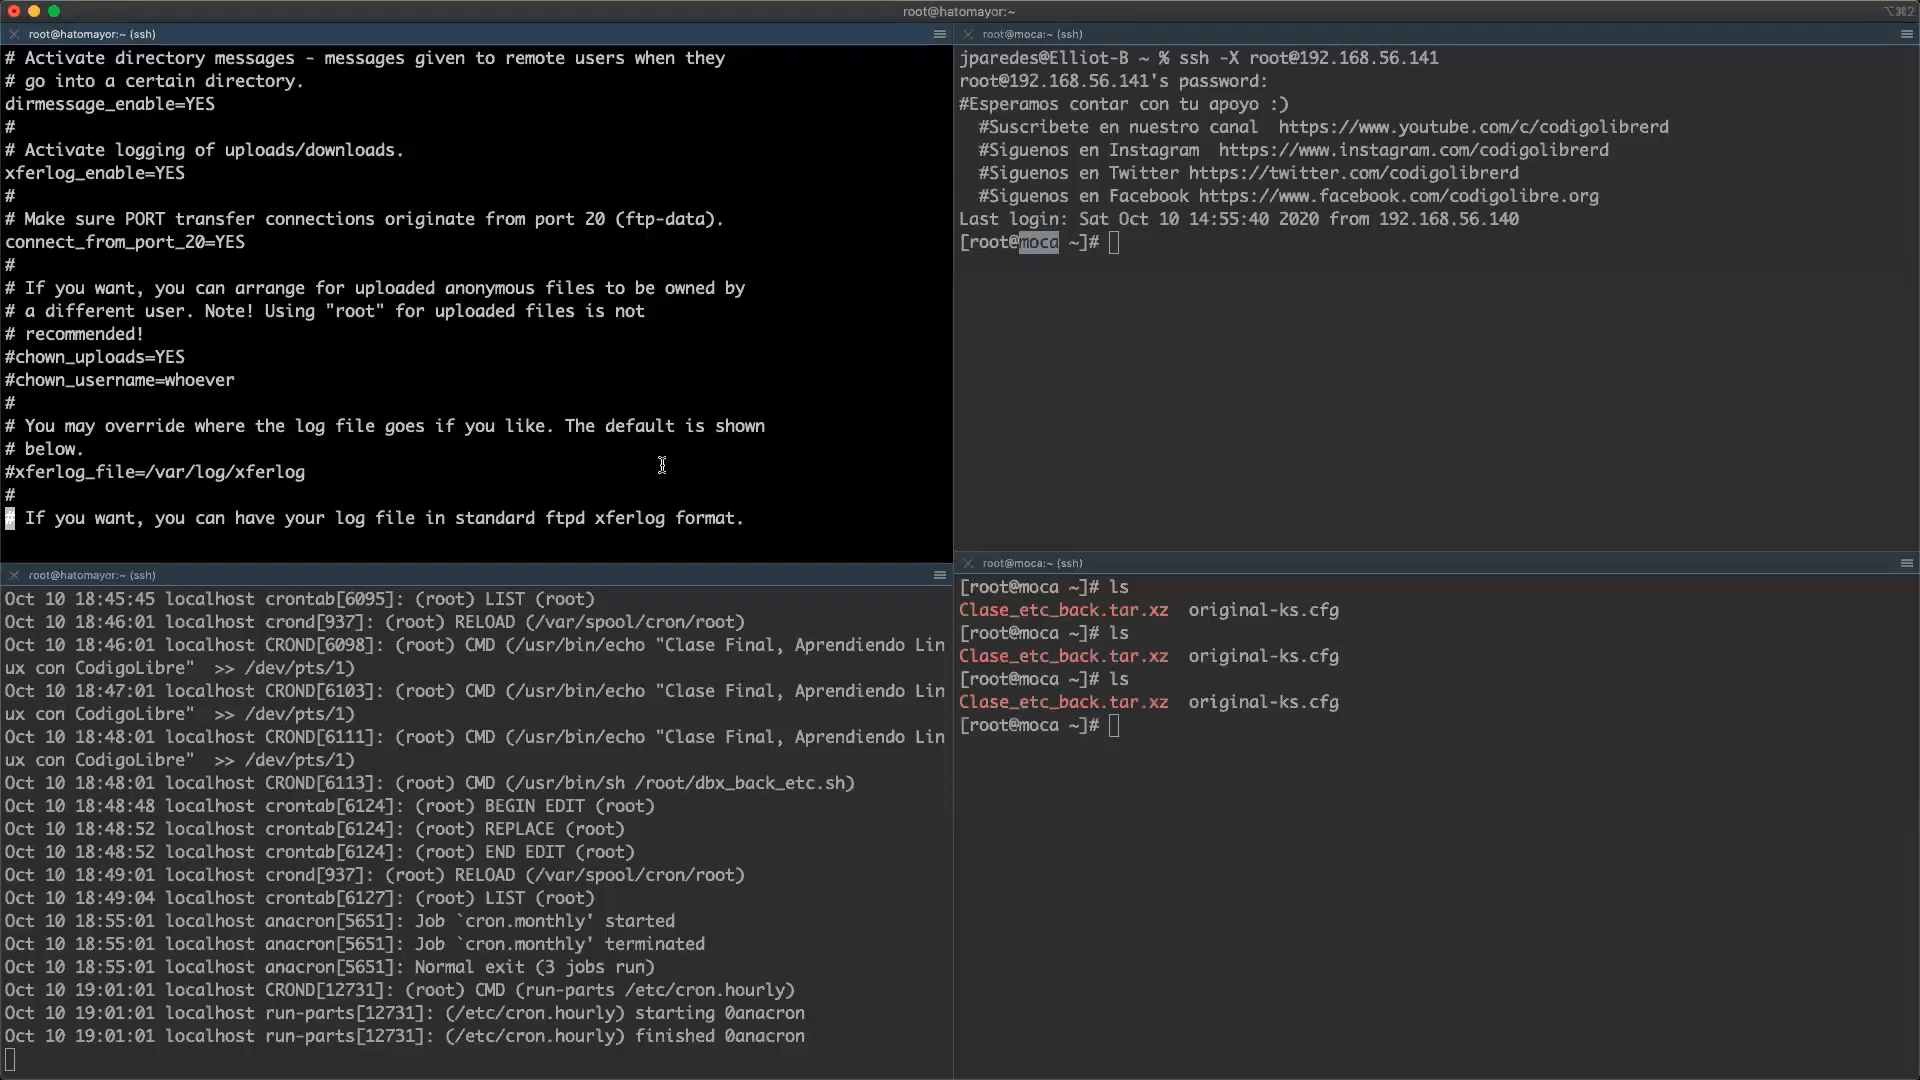 root@hatomayor:~
⌥⌘2
root@hatomayor:~ (ssh)
# Activate directory messages - messages given to remote users when they
# go into a certain directory.
dirmessage_enable=YES
#
# Activate logging of uploads/downloads.
xferlog_enable=YES
#
# Make sure PORT transfer connections originate from port 20 (ftp-data).
connect_from_port_20=YES
#
# If you want, you can arrange for uploaded anonymous files to be owned by
# a different user. Note! Using "root" for uploaded files is not
# recommended!
#chown_uploads=YES
#chown_username=whoever
#
# You may override where the log file goes if you like. The default is shown
# below.
#xferlog_file=/var/log/xferlog
#
# If you want, you can have your log file in standard ftpd xferlog format.
root@moca:~ (ssh)
jparedes@Elliot-B ~ % ssh -X root@192.168.56.141
root@192.168.56.141's password:
#Esperamos contar con tu apoyo :)
#Suscribete en nuestro canal  https://www.youtube.com/c/codigolibrerd
#Siguenos en Instagram  https://www.instagram.com/codigolibrerd
#Siguenos en Twitter https://twitter.com/codigolibrerd
#Siguenos en Facebook https://www.facebook.com/codigolibre.org
Last login: Sat Oct 10 14:55:40 2020 from 192.168.56.140
[root@moca ~]#
root@hatomayor:~ (ssh)
Oct 10 18:45:45 localhost crontab[6095]: (root) LIST (root)
Oct 10 18:46:01 localhost crond[937]: (root) RELOAD (/var/spool/cron/root)
Oct 10 18:46:01 localhost CROND[6098]: (root) CMD (/usr/bin/echo "Clase Final, Aprendiendo Lin
ux con CodigoLibre"  >> /dev/pts/1)
Oct 10 18:47:01 localhost CROND[6103]: (root) CMD (/usr/bin/echo "Clase Final, Aprendiendo Lin
ux con CodigoLibre"  >> /dev/pts/1)
Oct 10 18:48:01 localhost CROND[6111]: (root) CMD (/usr/bin/echo "Clase Final, Aprendiendo Lin
ux con CodigoLibre"  >> /dev/pts/1)
Oct 10 18:48:01 localhost CROND[6113]: (root) CMD (/usr/bin/sh /root/dbx_back_etc.sh)
Oct 10 18:48:48 localhost crontab[6124]: (root) BEGIN EDIT (root)
Oct 10 18:48:52 localhost crontab[6124]: (root) REPLACE (root)
Oct 10 18:48:52 localhost crontab[6124]: (root) END EDIT (root)
Oct 10 18:49:01 localhost crond[937]: (root) RELOAD (/var/spool/cron/root)
Oct 10 18:49:04 localhost crontab[6127]: (root) LIST (root)
Oct 10 18:55:01 localhost anacron[5651]: Job `cron.monthly' started
Oct 10 18:55:01 localhost anacron[5651]: Job `cron.monthly' terminated
Oct 10 18:55:01 localhost anacron[5651]: Normal exit (3 jobs run)
Oct 10 19:01:01 localhost CROND[12731]: (root) CMD (run-parts /etc/cron.hourly)
Oct 10 19:01:01 localhost run-parts[12731]: (/etc/cron.hourly) starting 0anacron
Oct 10 19:01:01 localhost run-parts[12731]: (/etc/cron.hourly) finished 0anacron
root@moca:~ (ssh)
[root@moca ~]# ls
Clase_etc_back.tar.xz  original-ks.cfg
[root@moca ~]# ls
Clase_etc_back.tar.xz  original-ks.cfg
[root@moca ~]# ls
Clase_etc_back.tar.xz  original-ks.cfg
[root@moca ~]#